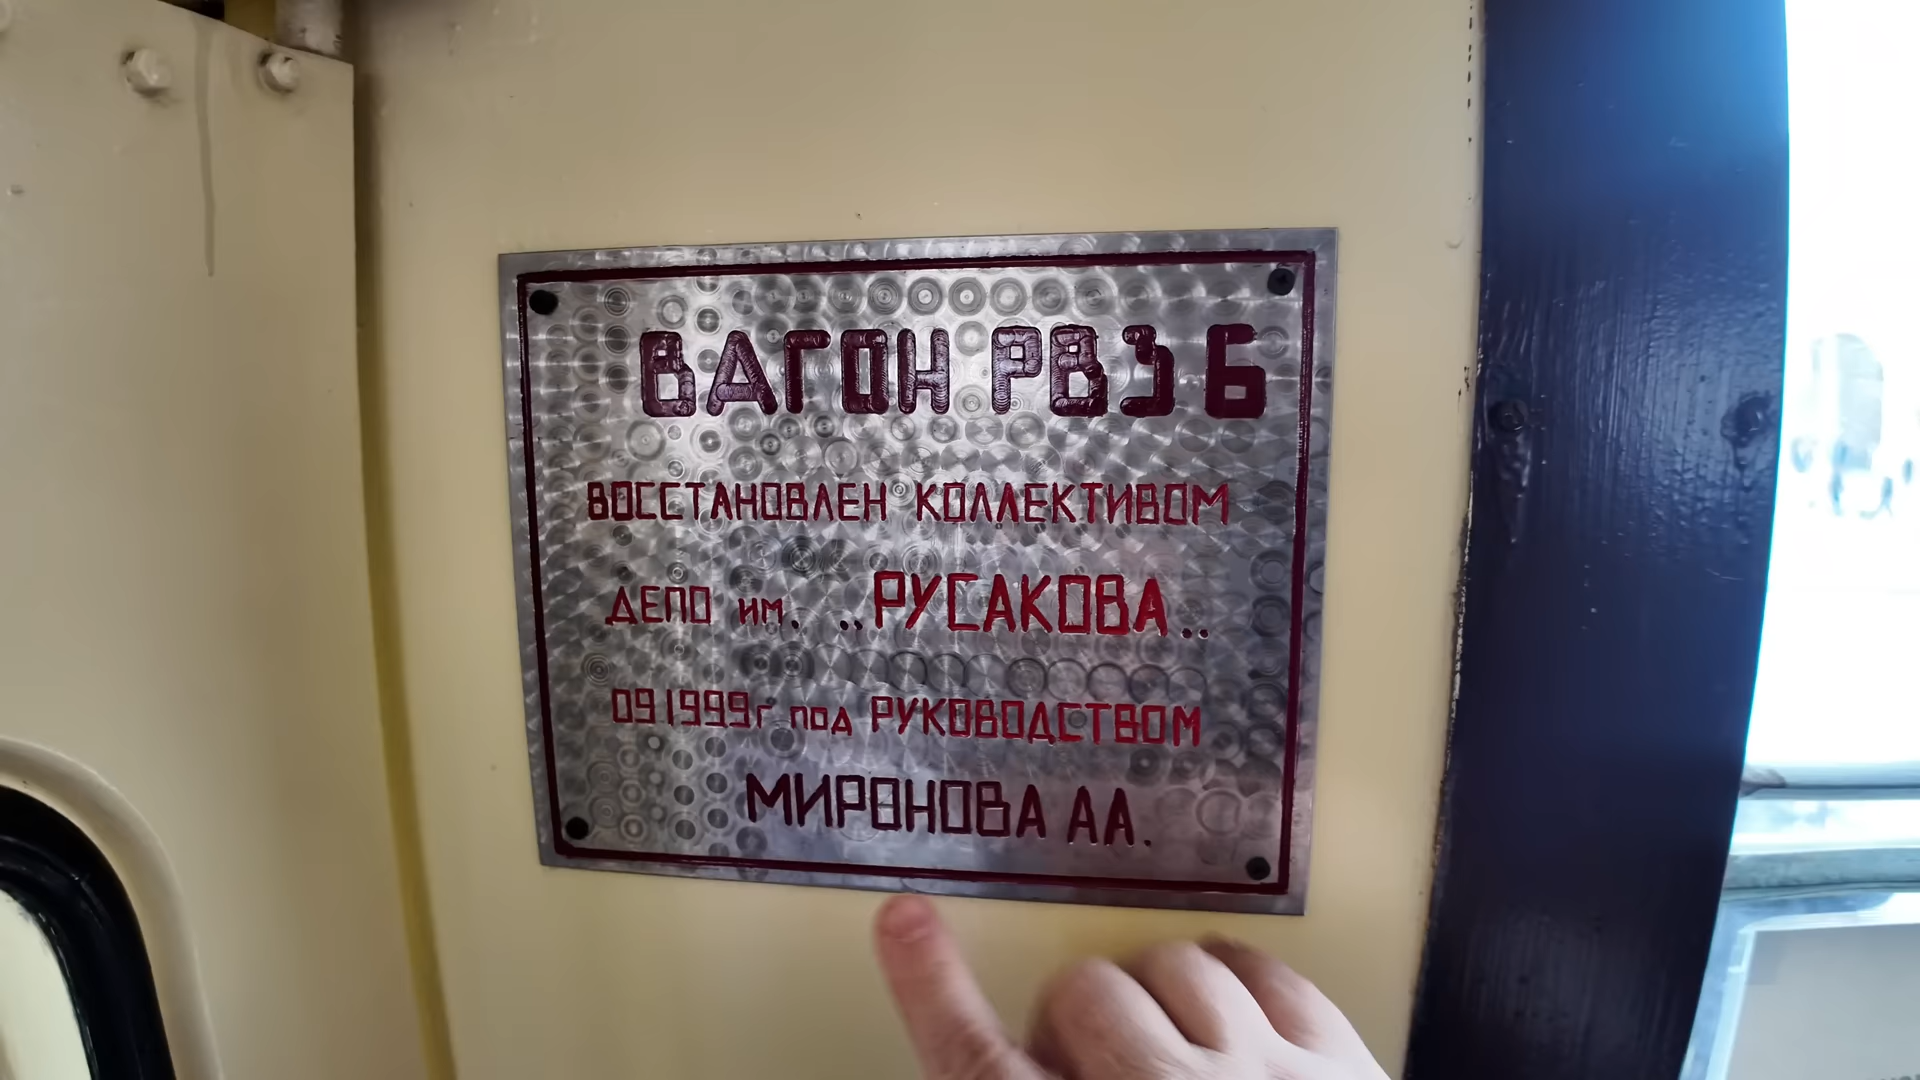 ВАГОН РВЗ 6
ВОССТАНОВЛЕН КОЛЛЕКТИВОМ
ДЕПО им. „РУСАКОВА"
09 1999г под РУКОВОДСТВОМ
МИРОНОВА АА.